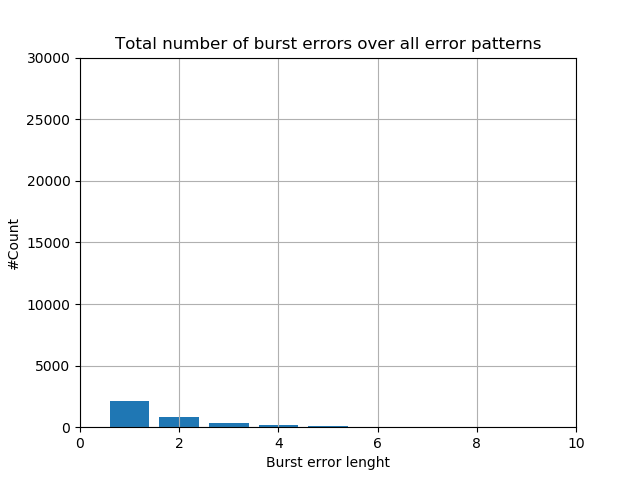 Total number of burst errors over all error patterns
30000
25000
20000
15000
10000
5000
0
#Count
0 2 4 6 8 10
Burst error lenght